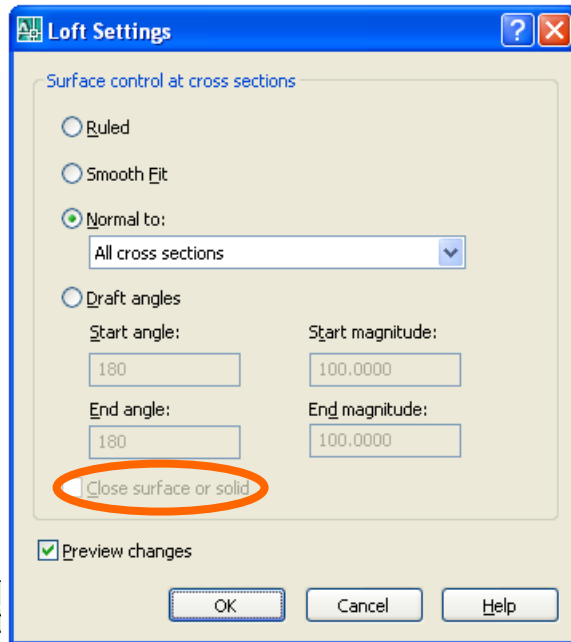 Loft Settings
Surface control at cross sections
Ruled
Smooth Fit
Normal to:
All cross sections
Draft angles
Start angle: Start magnitude:
180 100.0000
End angle: End magnitude:
180 100.0000
Close surface or solid
Preview changes
OK Cancel Help